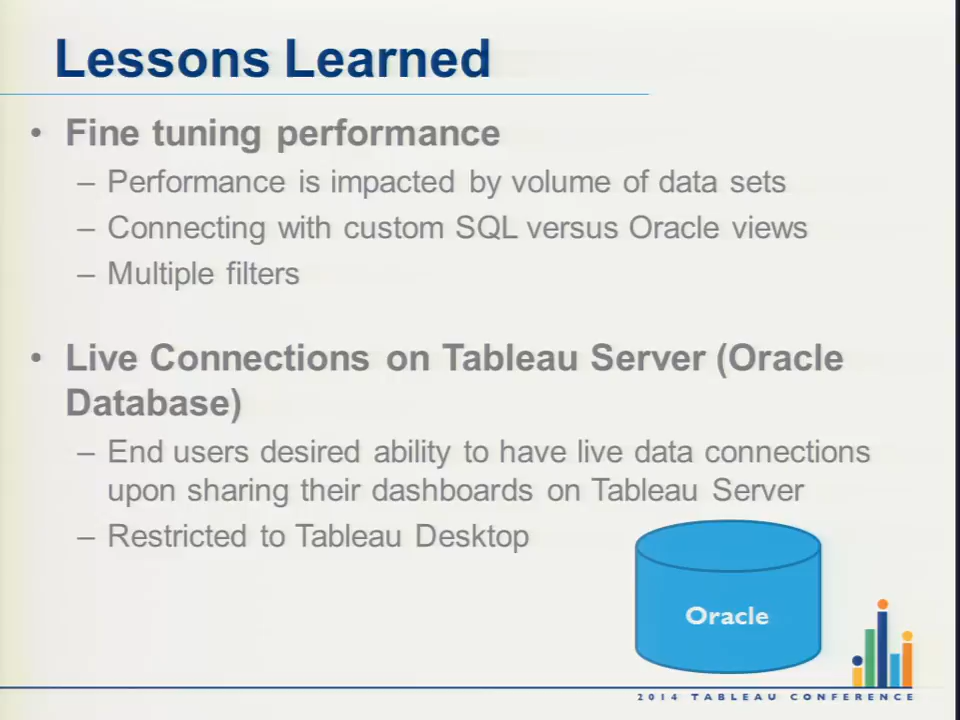 Lessons Learned
• Fine tuning performance
– Performance is impacted by volume of data sets
– Connecting with custom SQL versus Oracle views
– Multiple filters
• Live Connections on Tableau Server (Oracle
Database)
– End users desired ability to have live data connections
upon sharing their dashboards on Tableau Server
– Restricted to Tableau Desktop
Oracle
2014 TABLEAU CONFERENCE